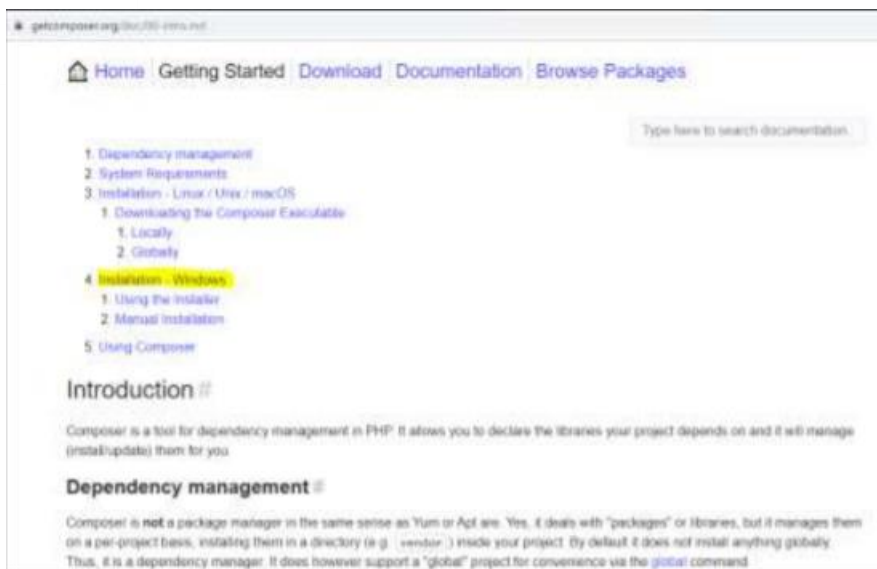 getcomposer.org/doc/00-intro.md
Home Getting Started Download Documentation Browse Packages
Type here to search documentation
1. Dependency management
2. System Requirements
3. Installation - Linux / Unix / macOS
1. Downloading the Composer Executable
1. Locally
2. Globally
4. Installation - Windows
1. Using the Installer
2. Manual Installation
5. Using Composer
Introduction #
Composer is a tool for dependency management in PHP. It allows you to declare the libraries your project depends on and it will manage
(install/update) them for you.
Dependency management #
Composer is not a package manager in the same sense as Yum or Apt are. Yes, it deals with "packages" or libraries, but it manages them
on a per-project basis, installing them in a directory (e.g. vendor ) inside your project. By default it does not install anything globally.
Thus, it is a dependency manager. It does however support a "global" project for convenience via the global command.